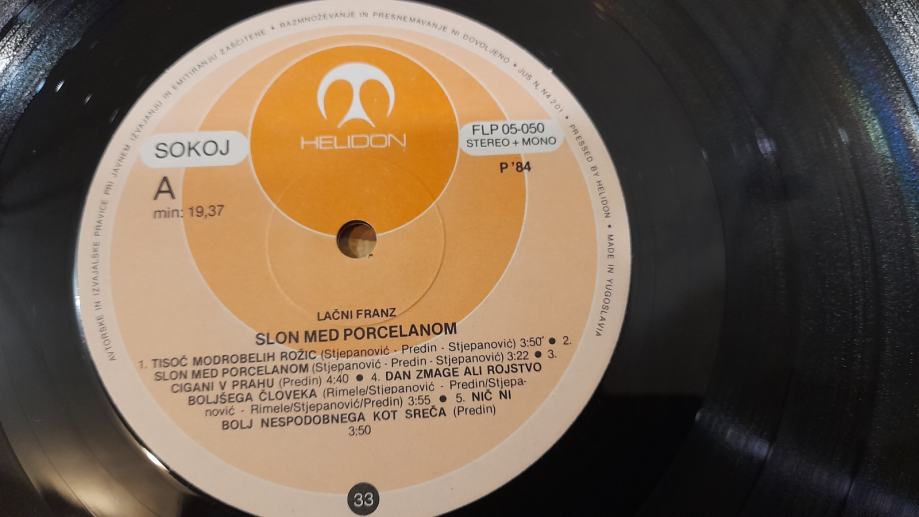 AVTORSKE IN IZVAJALSKE PRAVICE PRI JAVNEM IZVAJANJU IN EMITIRANJU ZAŠČITENE • RAZMNOŽEVANJE IN PRESNEMAVANJE NI DOVOLJENO • JUS N. N4 201 • PRESSED BY HELIDON • MADE IN YUGOSLAVIA
HELIDON
SOKOJ
FLP 05-050
STEREO + MONO
P '84
A
min: 19,37
LAČNI FRANZ
SLON MED PORCELANOM
1. TISOČ MODROBELIH ROŽIC (Stjepanović - Predin - Stjepanović) 3:50' ● 2.
SLON MED PORCELANOM (Stjepanović - Predin - Stjepanović) 3:22 ● 3.
CIGANI V PRAHU (Predin) 4:40 ● 4. DAN ZMAGE ALI ROJSTVO
BOLJŠEGA ČLOVEKA (Rimele/Stjepanović - Predin/Stjepa-
nović - Rimele/Stjepanović/Predin) 3:55 ● 5. NIČ NI
BOLJ NESPODOBNEGA KOT SREČA (Predin)
3:50
33